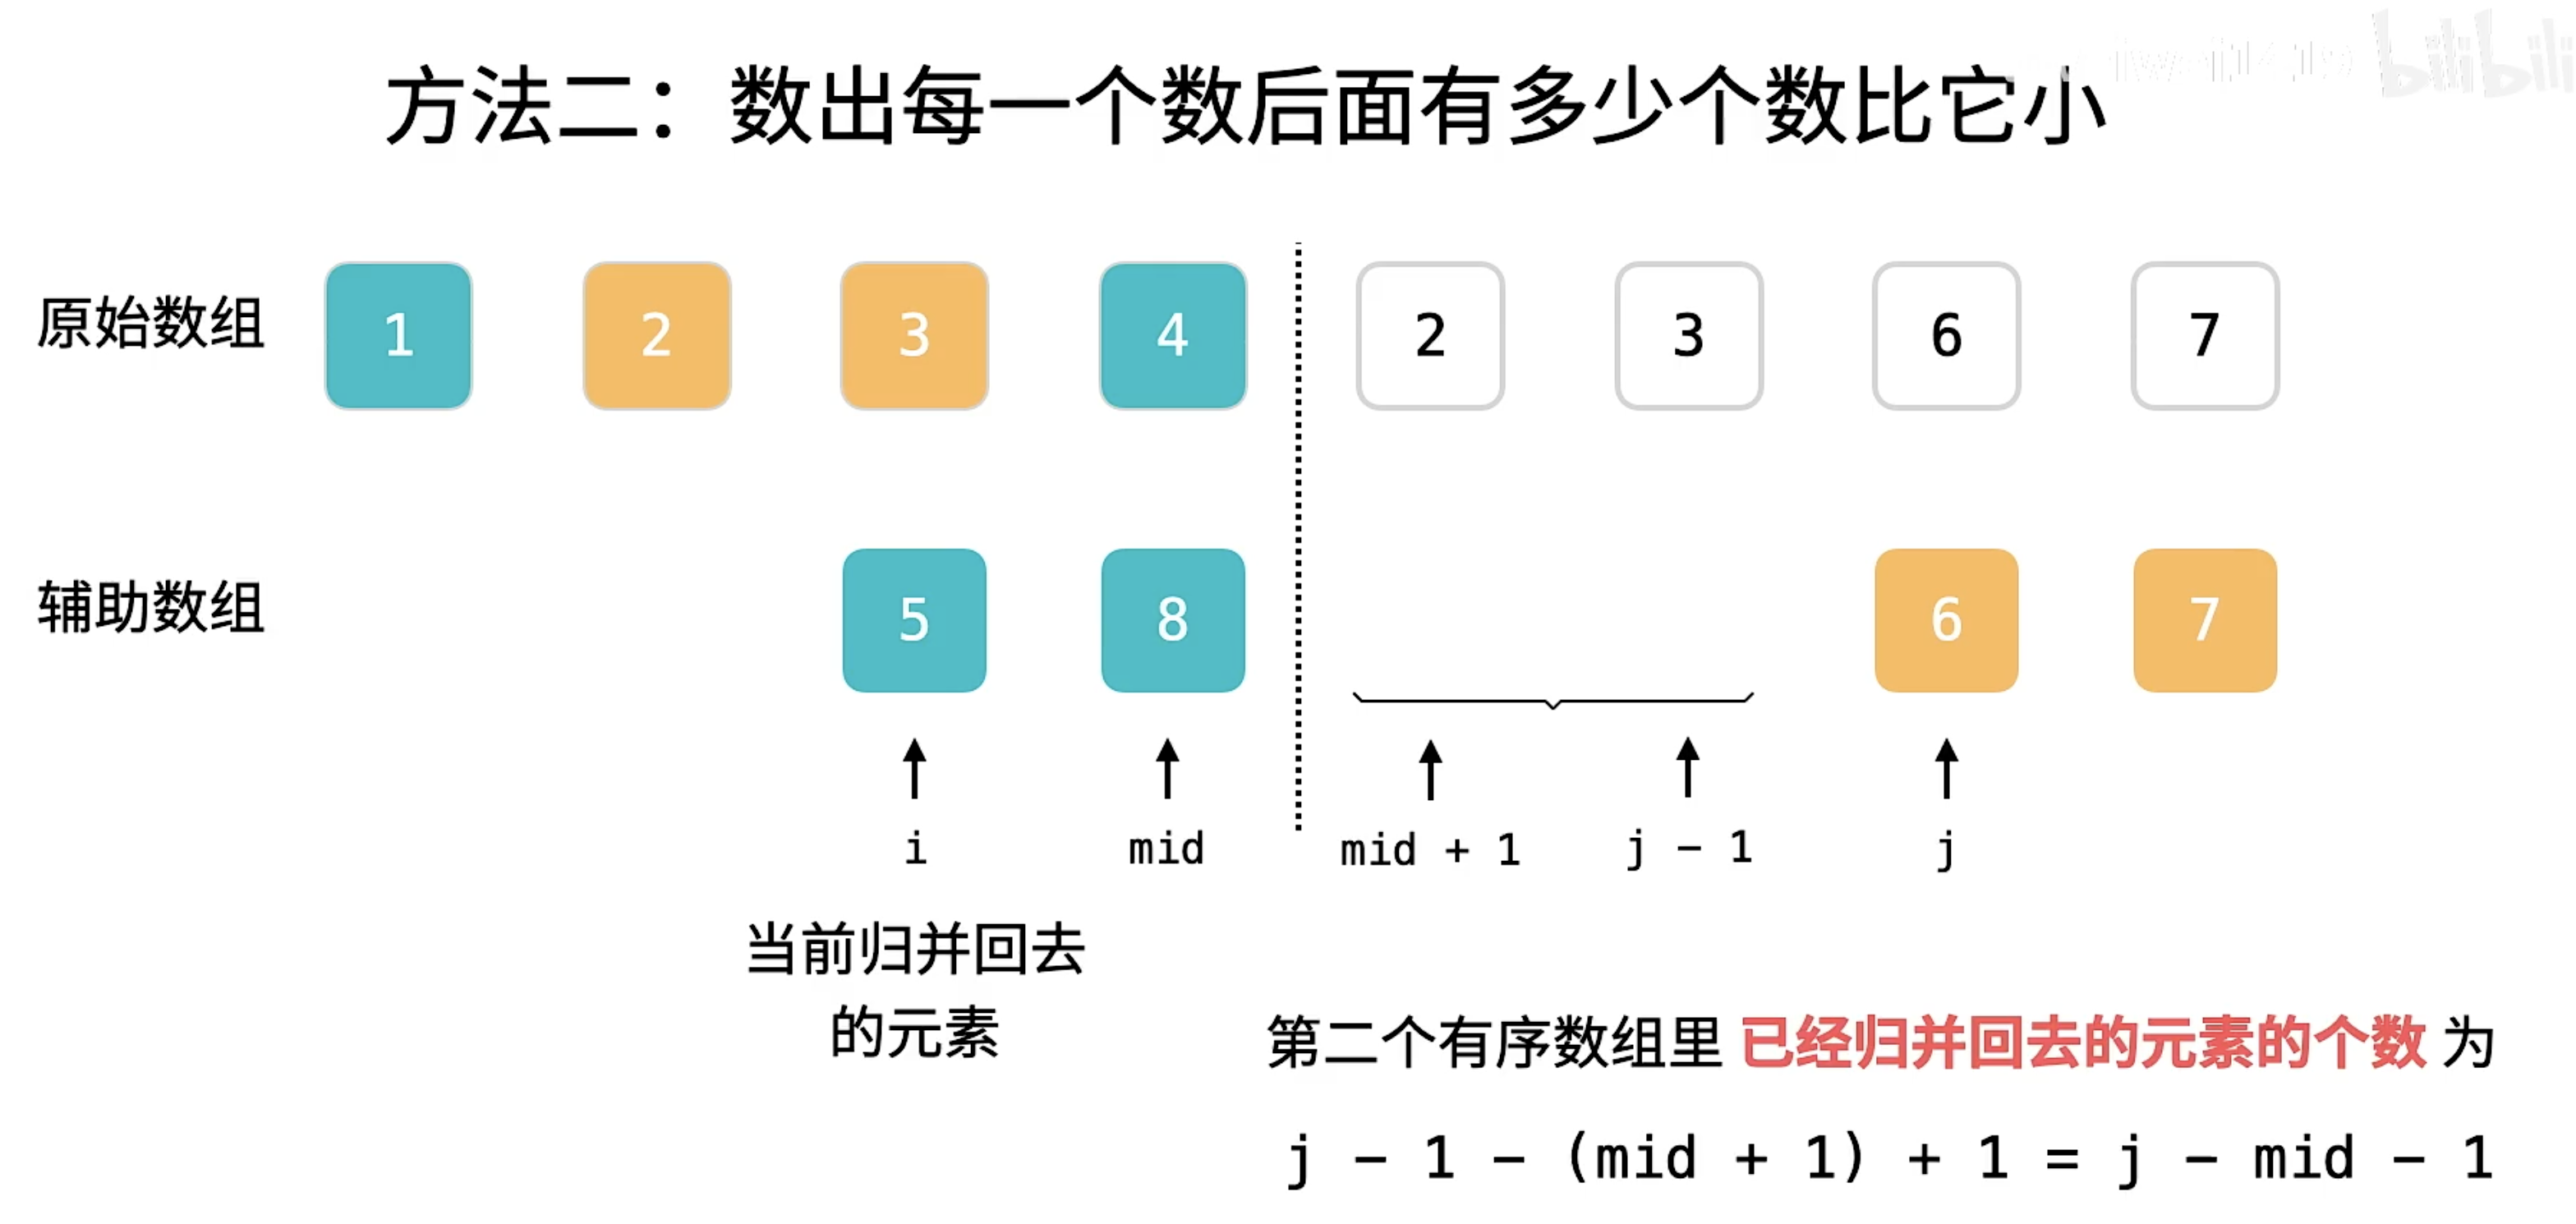 bilibili
方法二：数出每一个数后面有多少个数比它小
原始数组 1 2 3 4 2 3 6 7
辅助数组 5 8 6 7
i mid mid + 1 j − 1 j
当前归并回去
的元素
第二个有序数组里 已经归并回去的元素的个数 为
j − 1 − (mid + 1) + 1 = j − mid − 1